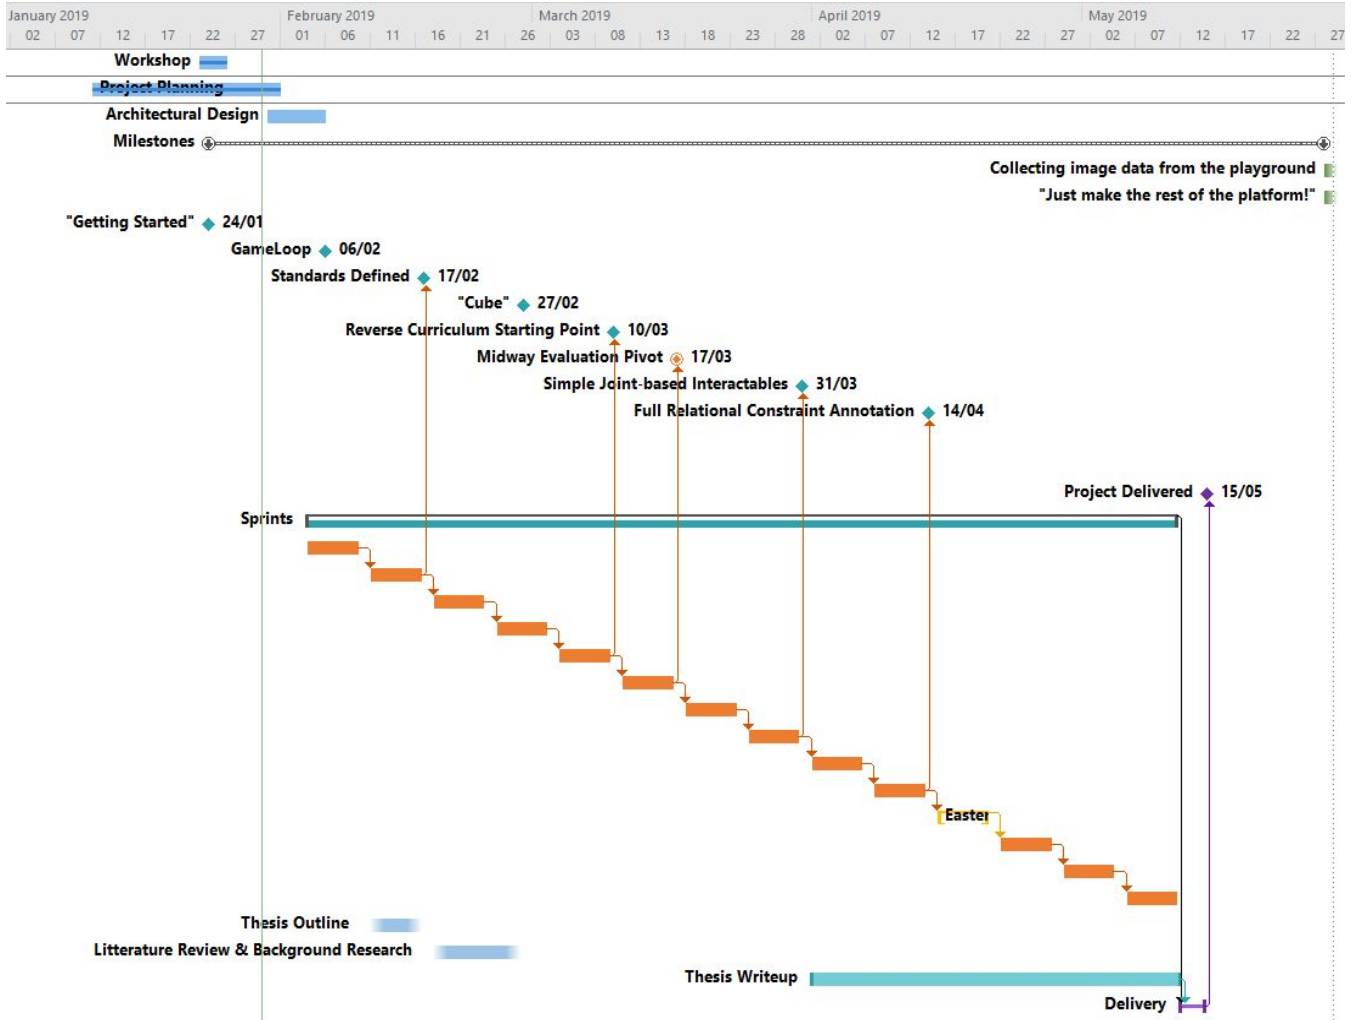 January 2019 February 2019 March 2019 April 2019 May 2019
02 07 12 17 22 27 01 06 11 16 21 26 03 08 13 18 23 28 02 07 12 17 22 27 02 07 12 17 22 27
Workshop
Project Planning
Architectural Design
Milestones
Collecting image data from the playground
"Just make the rest of the platform!"
"Getting Started" 24/01
GameLoop 06/02
Standards Defined 17/02
"Cube" 27/02
Reverse Curriculum Starting Point 10/03
Midway Evaluation Pivot 17/03
Simple Joint-based Interactables 31/03
Full Relational Constraint Annotation 14/04
Project Delivered 15/05
Sprints
Easter
Thesis Outline
Litterature Review & Background Research
Thesis Writeup
Delivery